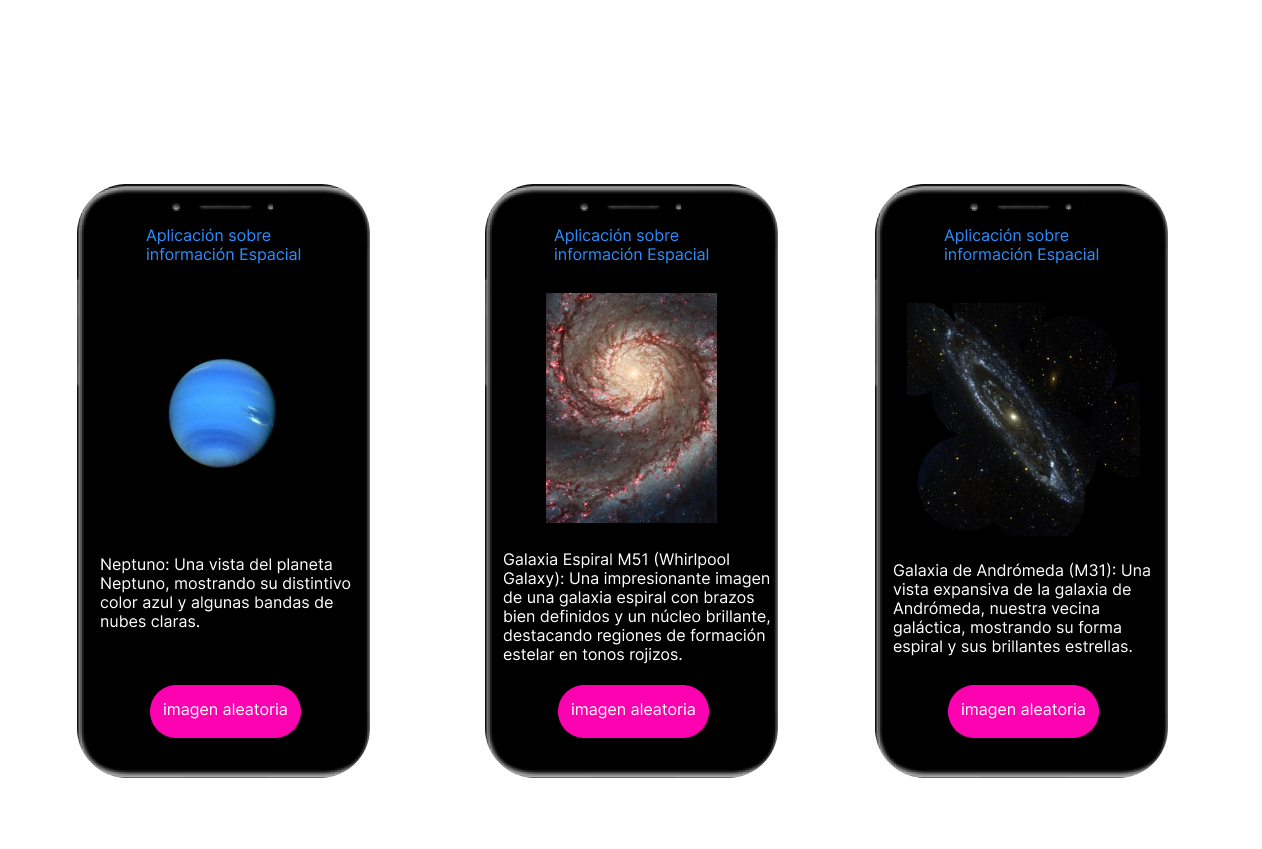 Aplicación sobre
información Espacial
Neptuno: Una vista del planeta
Neptuno, mostrando su distintivo
color azul y algunas bandas de
nubes claras.
imagen aleatoria
Aplicación sobre
información Espacial
Galaxia Espiral M51 (Whirlpool
Galaxy): Una impresionante imagen
de una galaxia espiral con brazos
bien definidos y un núcleo brillante,
destacando regiones de formación
estelar en tonos rojizos.
imagen aleatoria
Aplicación sobre
información Espacial
Galaxia de Andrómeda (M31): Una
vista expansiva de la galaxia de
Andrómeda, nuestra vecina
galáctica, mostrando su forma
espiral y sus brillantes estrellas.
imagen aleatoria